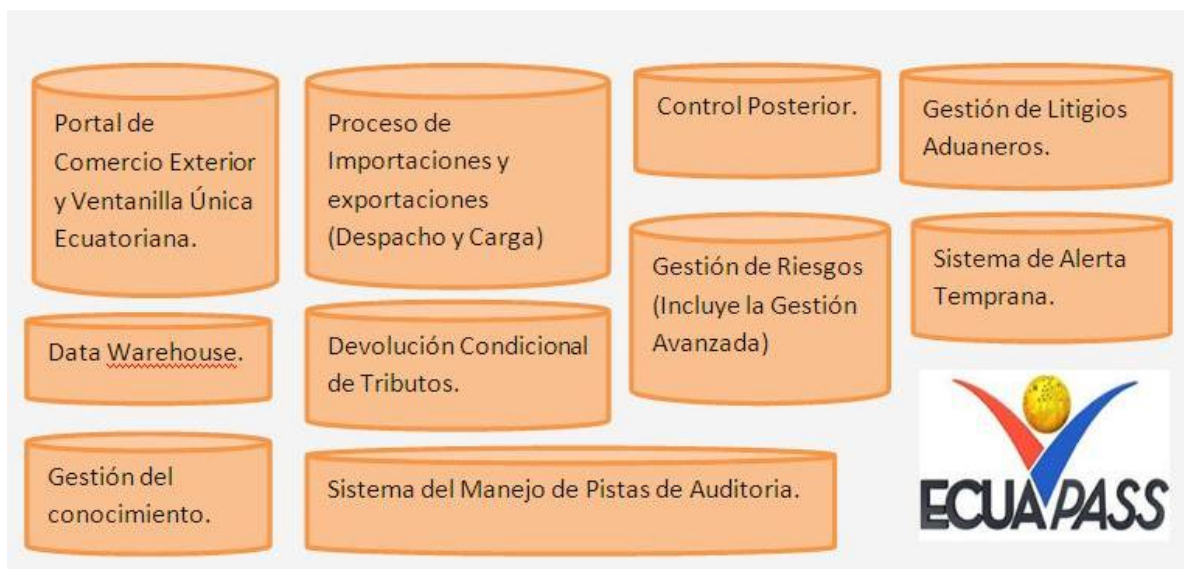 Portal de
Comercio Exterior
y Ventanilla Única
Ecuatoriana.
Proceso de
Importaciones y
exportaciones
(Despacho y Carga)
Control Posterior.
Gestión de Litigios
Aduaneros.
Gestión de Riesgos
(Incluye la Gestión
Avanzada)
Sistema de Alerta
Temprana.
Data Warehouse.
Devolución Condicional
de Tributos.
Gestión del
conocimiento.
Sistema del Manejo de Pistas de Auditoria.
ECUAPASS